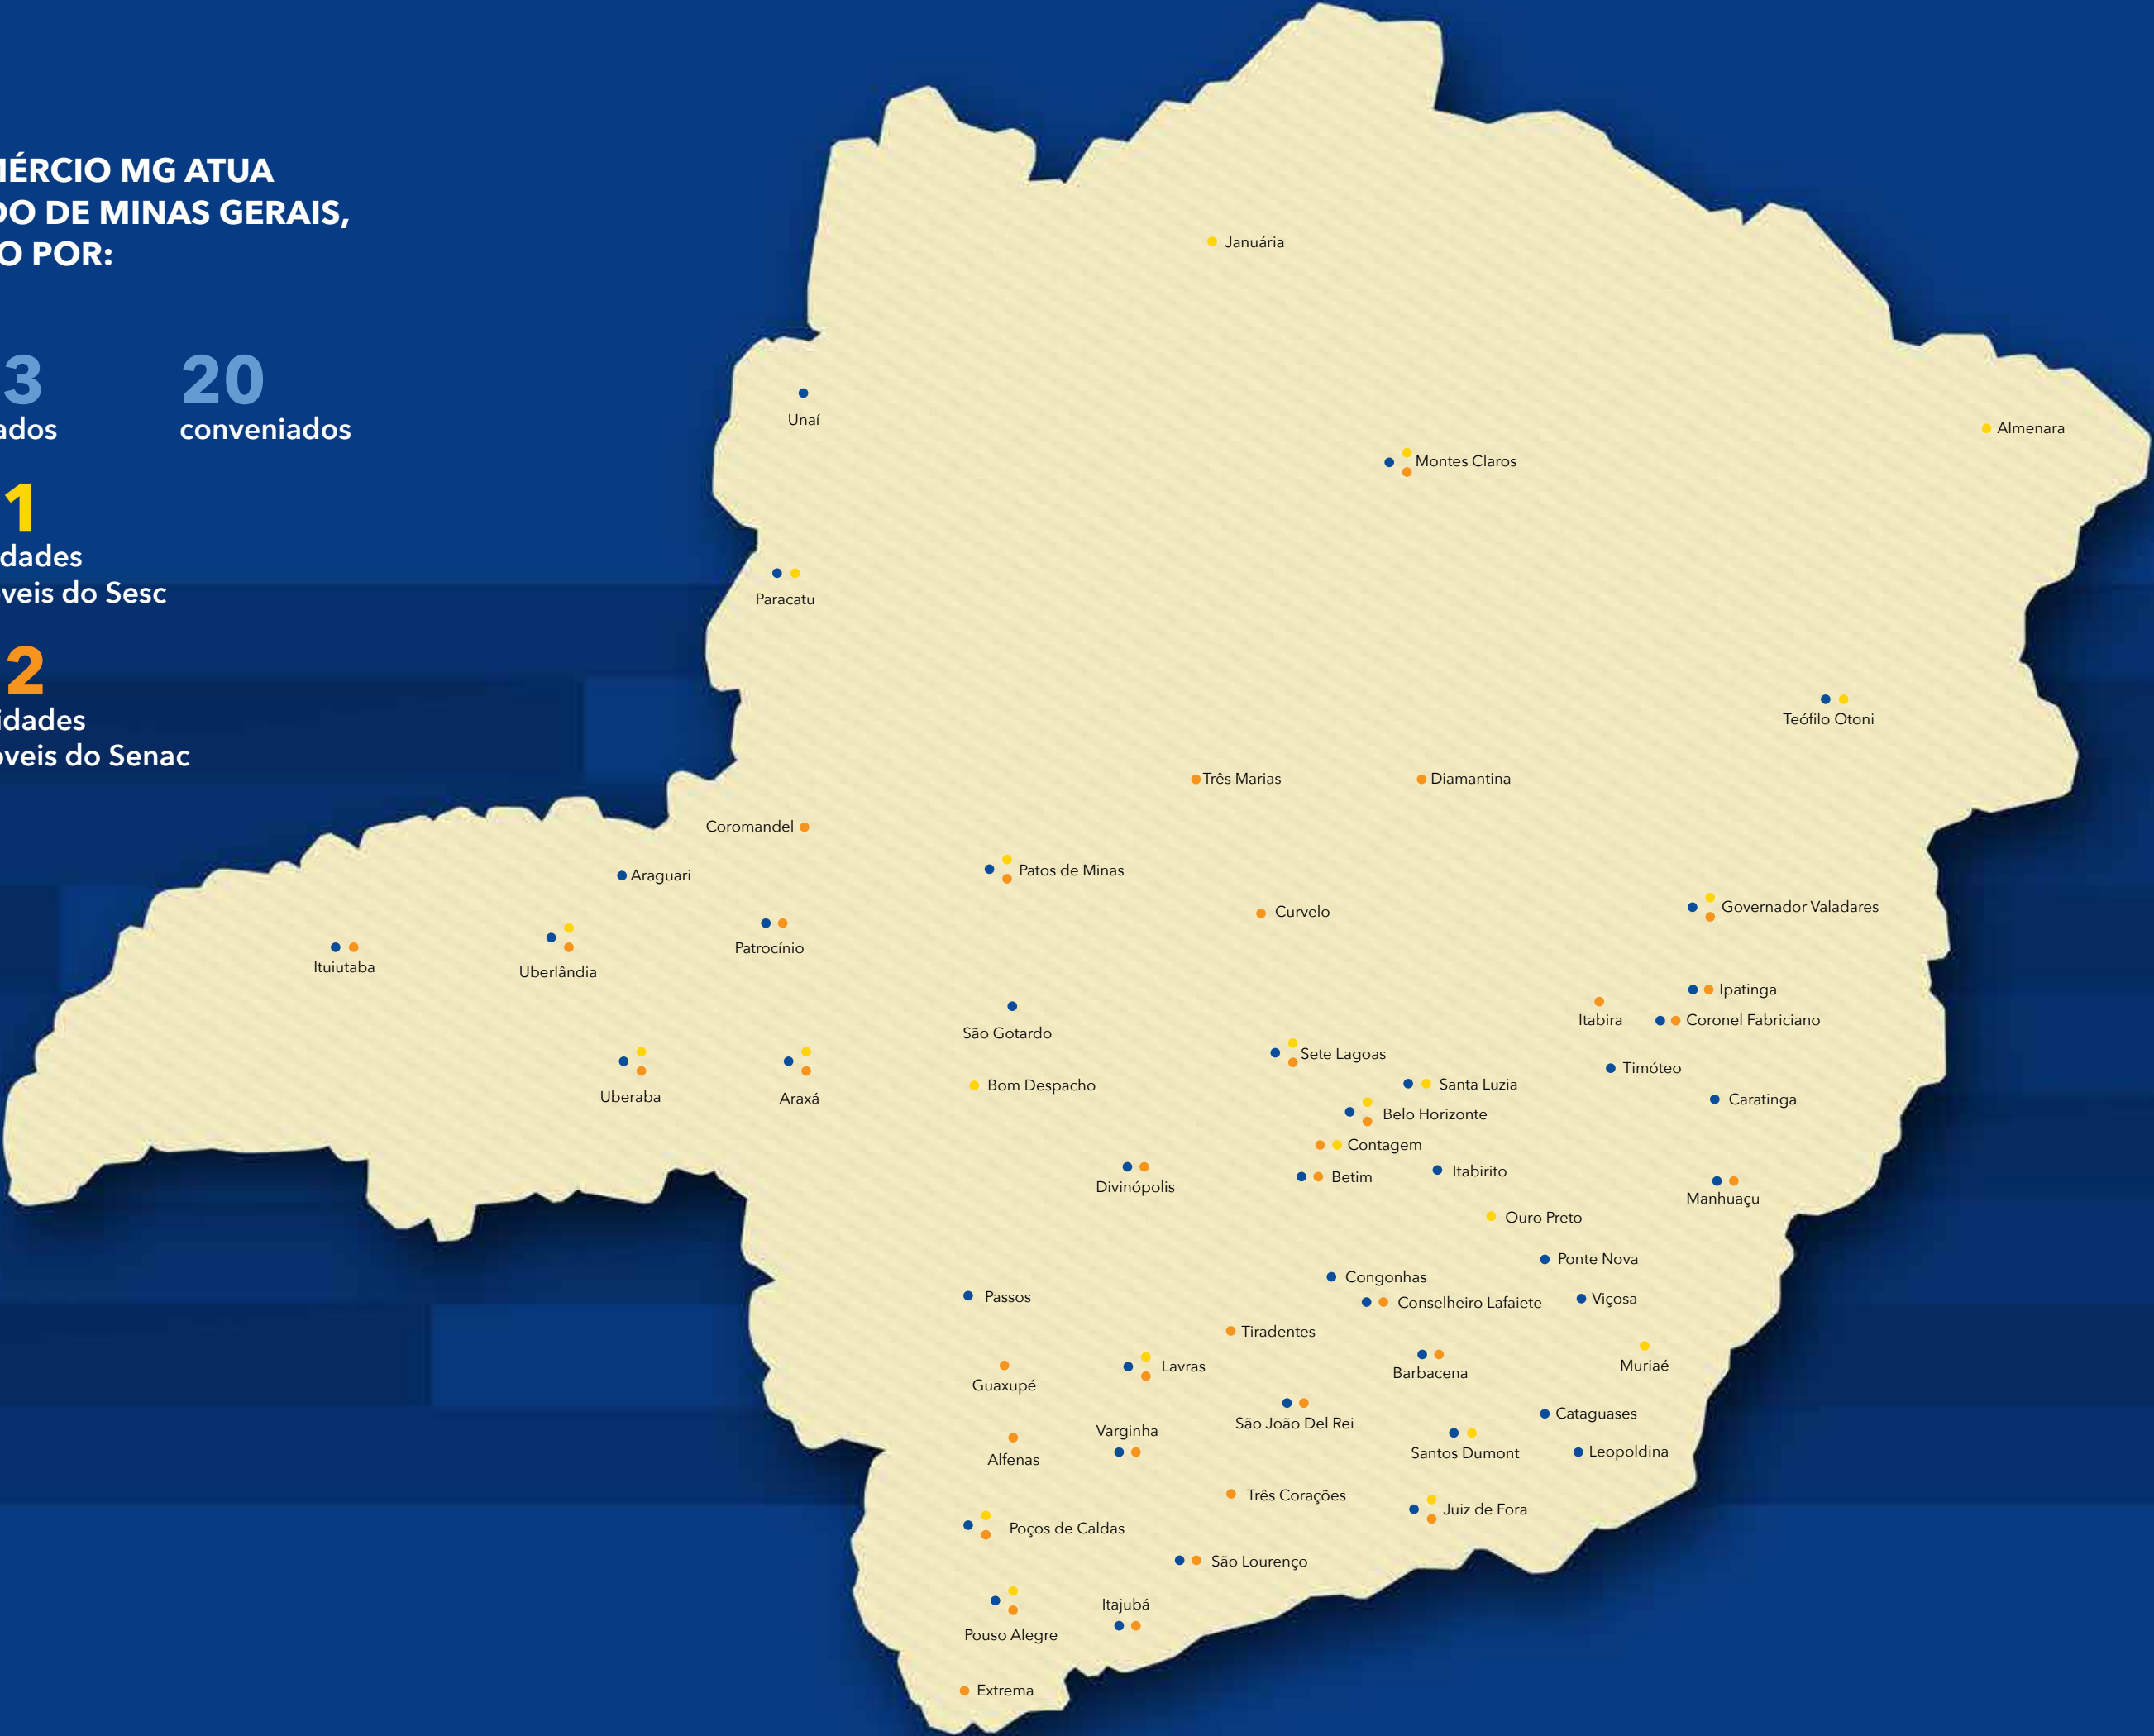 MÉRCIO MG ATUA
DO DE MINAS GERAIS,
O POR:
3
20
ados
conveniados
1
dades
veis do Sesc
2
idades
óveis do Senac
Januária
Unaí
Almenara
Montes Claros
Paracatu
Teófilo Otoni
Três Marias
Diamantina
Coromandel
Patos de Minas
Araguari
Governador Valadares
Curvelo
Patrocínio
Ituiutaba
Uberlândia
Ipatinga
Itabira
Coronel Fabriciano
São Gotardo
Sete Lagoas
Timóteo
Santa Luzia
Bom Despacho
Uberaba
Araxá
Caratinga
Belo Horizonte
Contagem
Itabirito
Betim
Divinópolis
Manhuaçu
Ouro Preto
Ponte Nova
Congonhas
Passos
Viçosa
Conselheiro Lafaiete
Tiradentes
Muriaé
Lavras
Barbacena
Guaxupé
Cataguases
São João Del Rei
Varginha
Leopoldina
Santos Dumont
Alfenas
Três Corações
Juiz de Fora
Poços de Caldas
São Lourenço
Itajubá
Pouso Alegre
Extrema